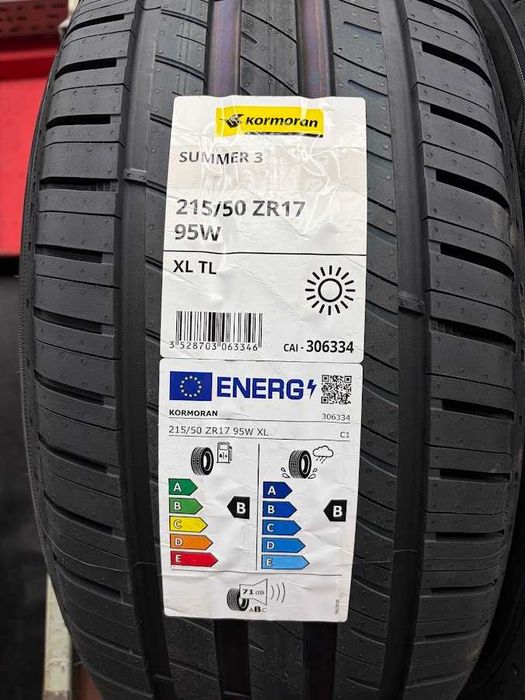 KORMORAN
SUMMER 3
215/50 ZR17
95W
XL TL
3 528703 063346
CAI - 306334
ENERG
KORMORAN
306334
215/50 ZR17 95W XL
C1
A
B
C
D
E
B
A
B
C
D
E
B
71 dB
ABC